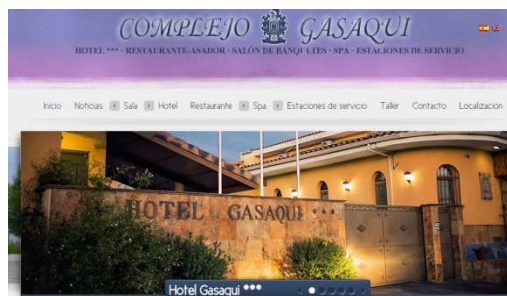 COMPLEJO GASAQUI
HOTEL *** - RESTAURANTE-ASADOR - SALÓN DE BANQUETES - SPA - ESTACIONES DE SERVICIO
Inicio Noticias Sala Hotel Restaurante Spa Estaciones de servicio Taller Contacto Localización
HOTEL GASAQUI ***
Hotel Gasaqui ***